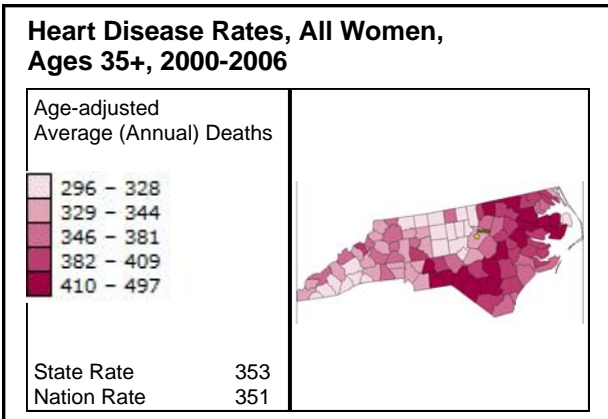 Heart Disease Rates, All Women,
Ages 35+, 2000-2006
Age-adjusted
Average (Annual) Deaths
296 – 328
329 – 344
346 – 381
382 – 409
410 – 497
State Rate 353
Nation Rate 351